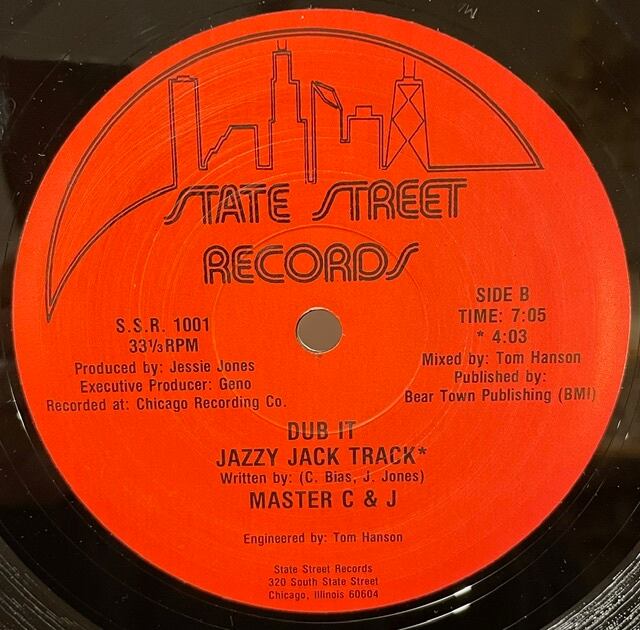 STATE STREET
RECORDS
S.S.R. 1001
33⅓RPM
Produced by: Jessie Jones
Executive Producer: Geno
Recorded at: Chicago Recording Co.
SIDE B
TIME: 7:05
* 4:03
Mixed by: Tom Hanson
Published by:
Bear Town Publishing (BMI)
DUB IT
JAZZY JACK TRACK*
Written by: (C. Bias, J. Jones)
MASTER C & J
Engineered by: Tom Hanson
State Street Records
320 South State Street
Chicago, Illinois 60604